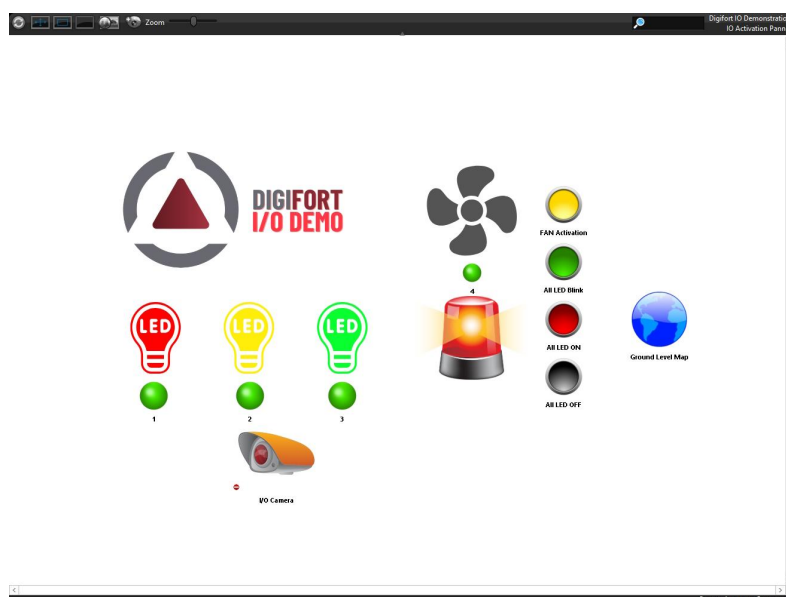 Zoom
Digifort IO Demonstratio
IO Activation Pann
DIGIFORT
I/O DEMO
FAN Activation
4
All LED Blink
LED
LED
LED
All LED ON
Ground Level Map
All LED OFF
1
2
3
I/O Camera